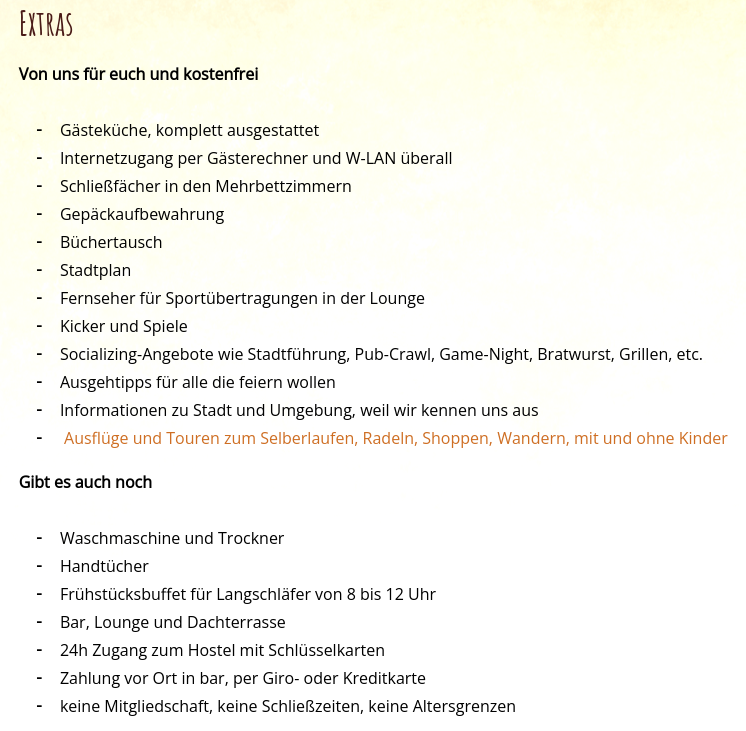 Extras
Von uns für euch und kostenfrei
- Gästeküche, komplett ausgestattet
- Internetzugang per Gästerechner und W-LAN überall
- Schließfächer in den Mehrbettzimmern
- Gepäckaufbewahrung
- Büchertausch
- Stadtplan
- Fernseher für Sportübertragungen in der Lounge
- Kicker und Spiele
- Socializing-Angebote wie Stadtführung, Pub-Crawl, Game-Night, Bratwurst, Grillen, etc.
- Ausgehtipps für alle die feiern wollen
- Informationen zu Stadt und Umgebung, weil wir kennen uns aus
- Ausflüge und Touren zum Selberlaufen, Radeln, Shoppen, Wandern, mit und ohne Kinder
Gibt es auch noch
- Waschmaschine und Trockner
- Handtücher
- Frühstücksbuffet für Langschläfer von 8 bis 12 Uhr
- Bar, Lounge und Dachterrasse
- 24h Zugang zum Hostel mit Schlüsselkarten
- Zahlung vor Ort in bar, per Giro- oder Kreditkarte
- keine Mitgliedschaft, keine Schließzeiten, keine Altersgrenzen